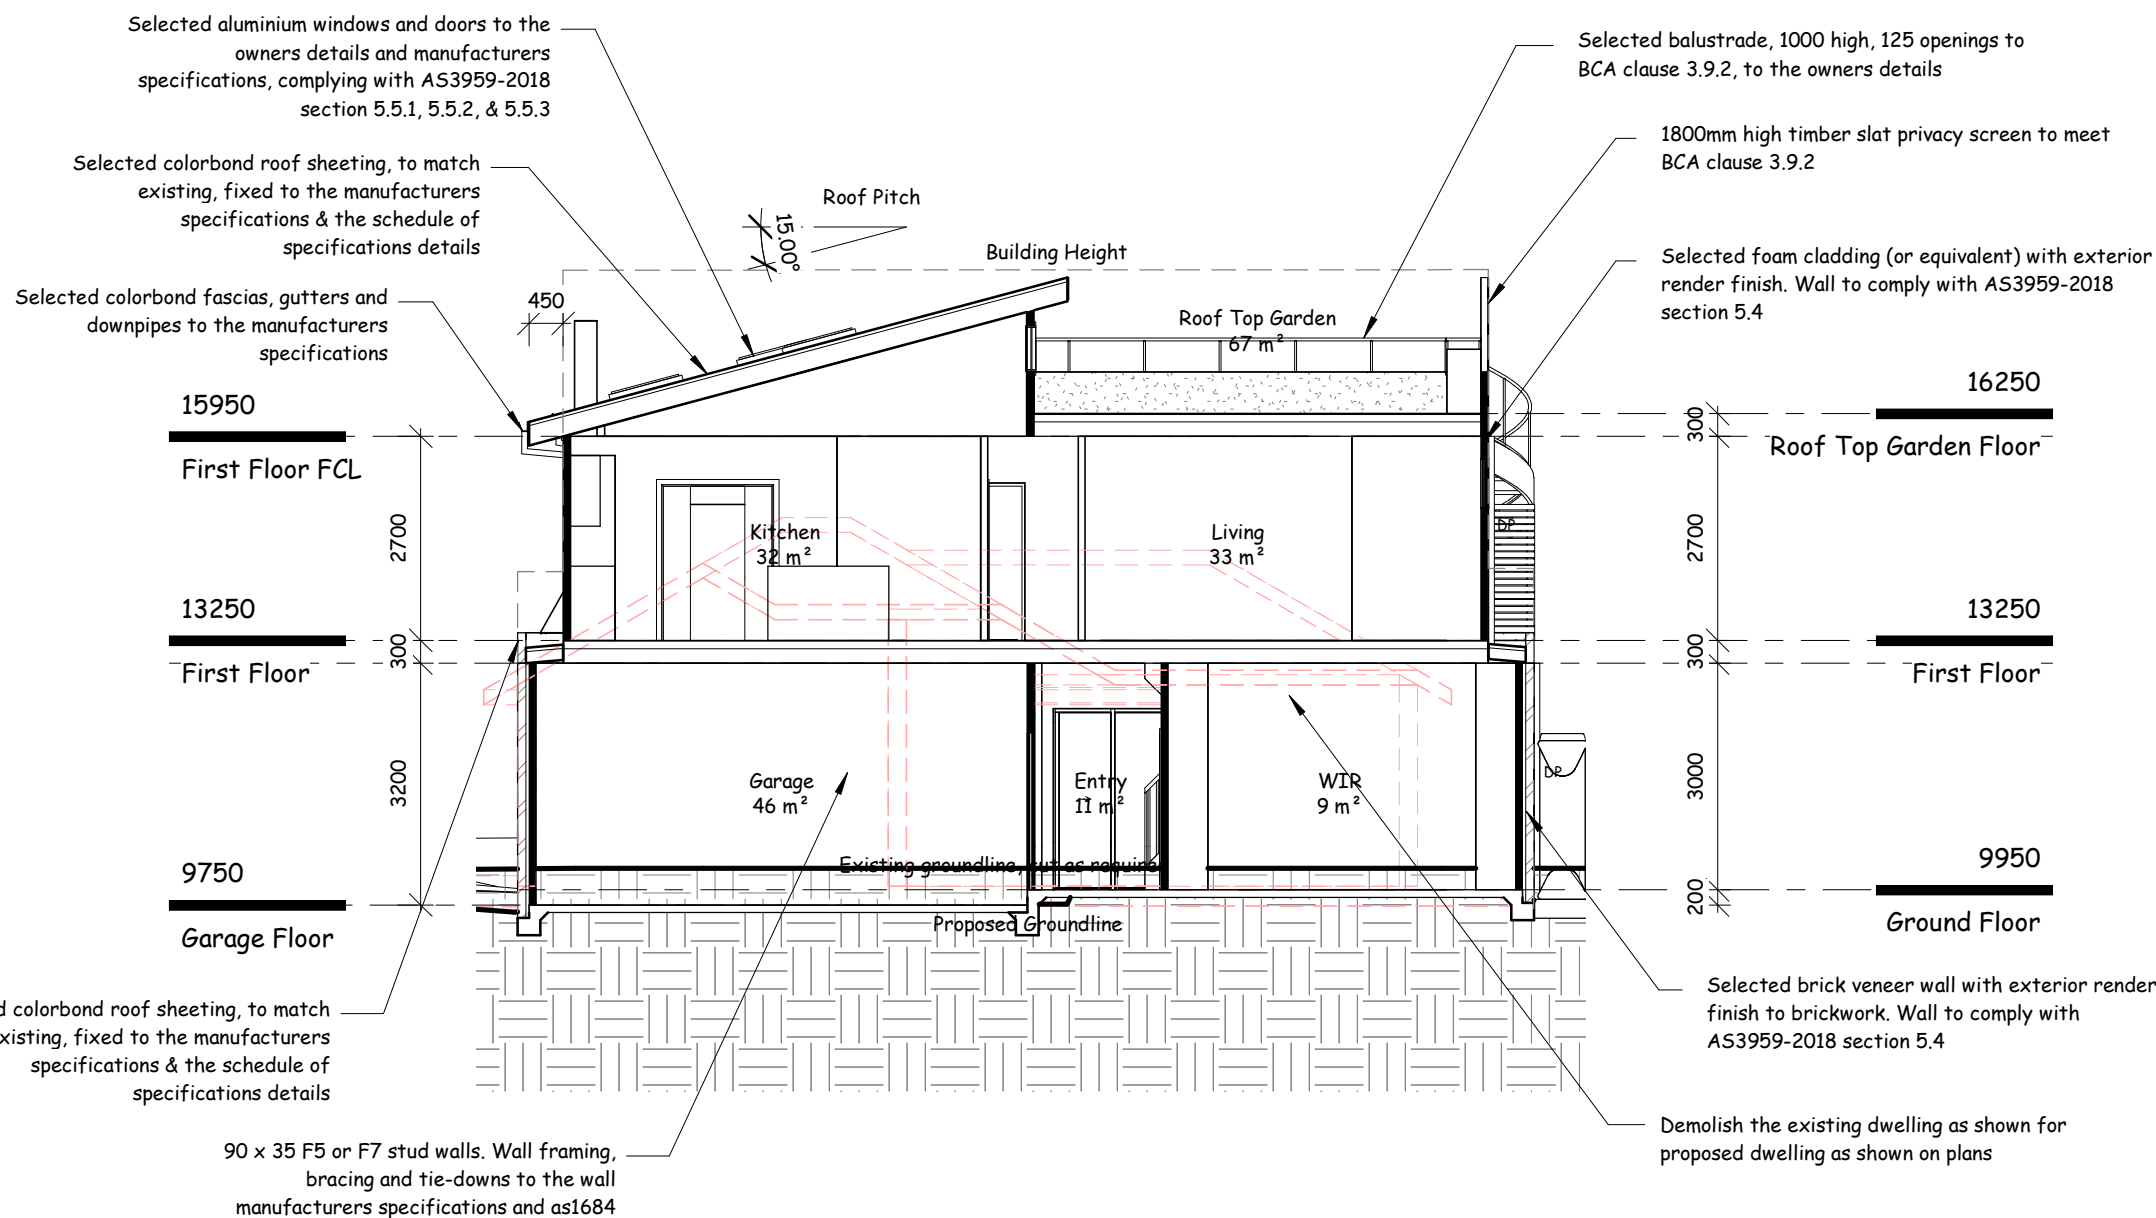 Selected aluminium windows and doors to the
owners details and manufacturers
specifications, complying with AS3959-2018
section 5.5.1, 5.5.2, & 5.5.3
Selected balustrade, 1000 high, 125 openings to
BCA clause 3.9.2, to the owners details
1800mm high timber slat privacy screen to meet
BCA clause 3.9.2
Selected colorbond roof sheeting, to match
existing, fixed to the manufacturers
specifications & the schedule of
specifications details
Roof Pitch
15.00°
Building Height
Selected foam cladding (or equivalent) with exterior
render finish. Wall to comply with AS3959-2018
section 5.4
Selected colorbond fascias, gutters and
downpipes to the manufacturers
specifications
450
Roof Top Garden
67 m²
15950
First Floor FCL
16250
Roof Top Garden Floor
300
2700
2700
Kitchen
32 m²
Living
33 m²
DP
13250
First Floor
13250
First Floor
300
300
3200
3000
Garage
46 m²
Entry
11 m²
WIR
9 m²
DP
Existing groundline, cut as require
9750
Garage Floor
9950
Ground Floor
200
Proposed Groundline
d colorbond roof sheeting, to match
xisting, fixed to the manufacturers
specifications & the schedule of
specifications details
Selected brick veneer wall with exterior render
finish to brickwork. Wall to comply with
AS3959-2018 section 5.4
90 x 35 F5 or F7 stud walls. Wall framing,
bracing and tie-downs to the wall
manufacturers specifications and as1684
Demolish the existing dwelling as shown for
proposed dwelling as shown on plans